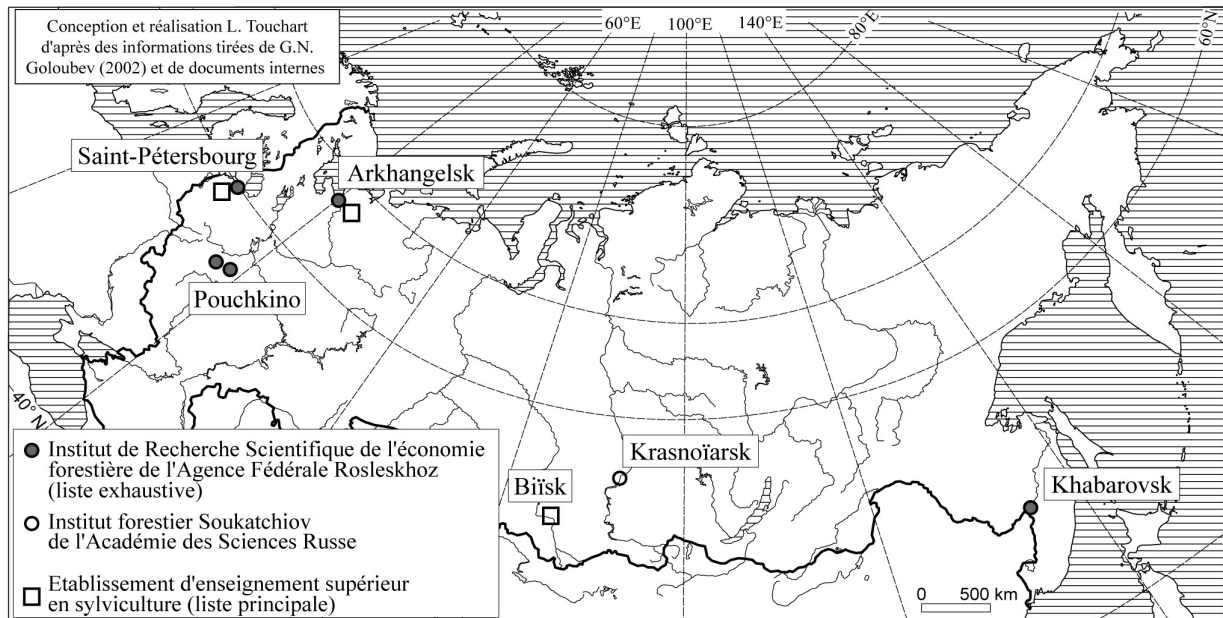 Conception et réalisation L. Touchart
d'après des informations tirées de G.N.
Goloubev (2002) et de documents internes
60°E
100°E
140°E
80°E
60°N
Saint-Pétersbourg
Arkhangelsk
Pouchkino
40° N
Krasnoïarsk
Biïsk
Khabarovsk
Institut de Recherche Scientifique de l'économie
forestière de l'Agence Fédérale Rosleskhoz
(liste exhaustive)
Institut forestier Soukatchiov
de l'Académie des Sciences Russe
Etablissement d'enseignement supérieur
en sylviculture (liste principale)
0 500 km